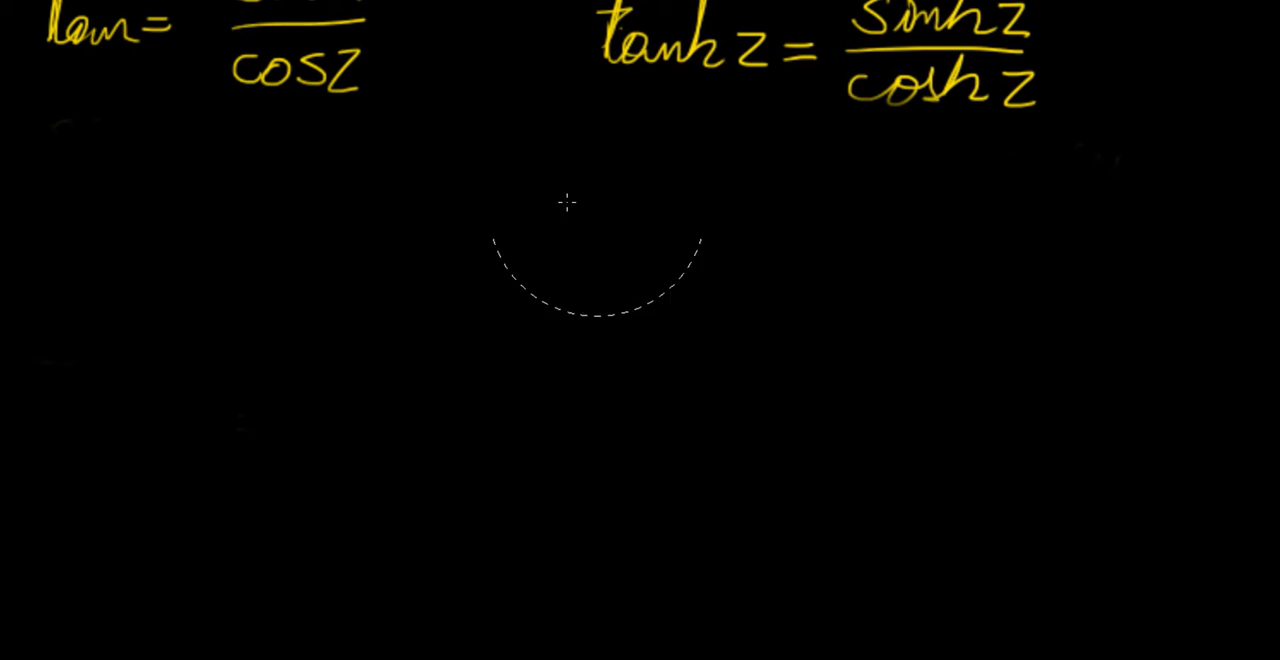 tan = / cos z
tanh z = sinh z / cosh z